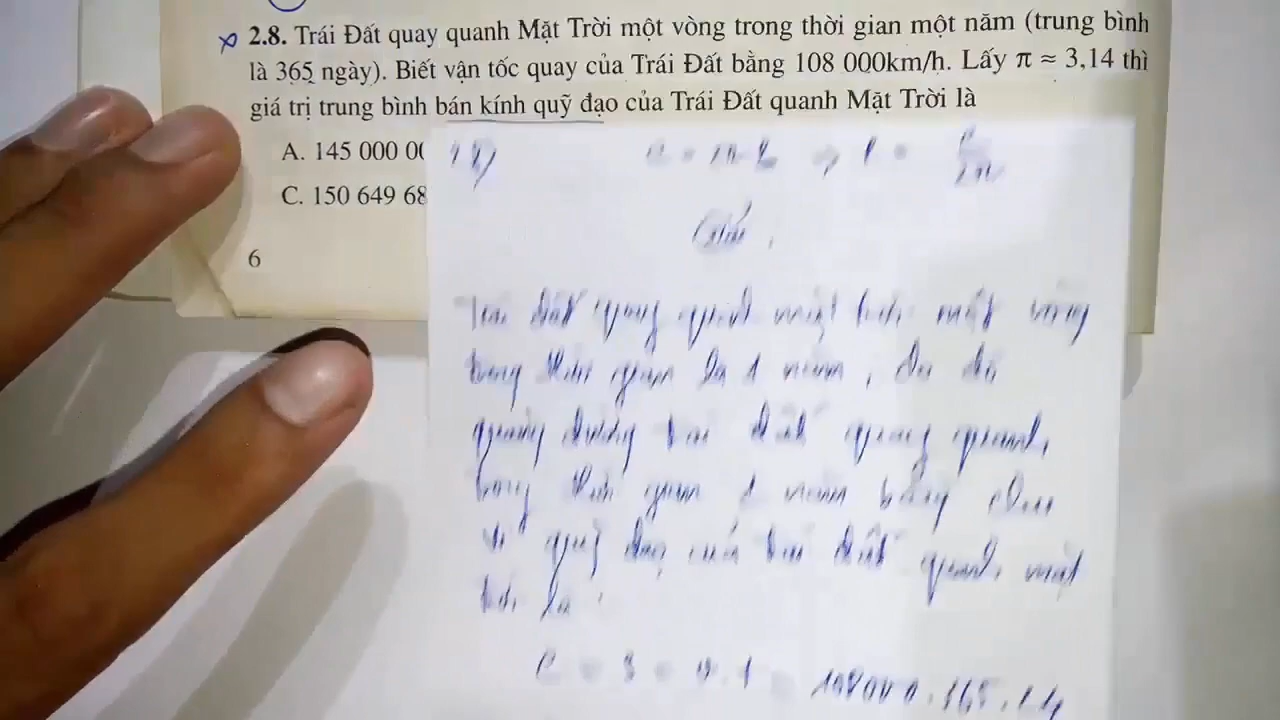 2.8. Trái Đất quay quanh Mặt Trời một vòng trong thời gian một năm (trung bình
là 365 ngày). Biết vận tốc quay của Trái Đất bằng 108 000km/h. Lấy π ≈ 3,14 thì
giá trị trung bình bán kính quỹ đạo của Trái Đất quanh Mặt Trời là
A. 145 000 00
C. 150 649 68
6
Giải
Trái đất quay quanh mặt trời một vòng
trong thời gian là 1 năm, do đó
quãng đường trái đất quay quanh
trong thời gian 1 năm bằng chu
vi quỹ đạo của trái đất quanh mặt
trời là: